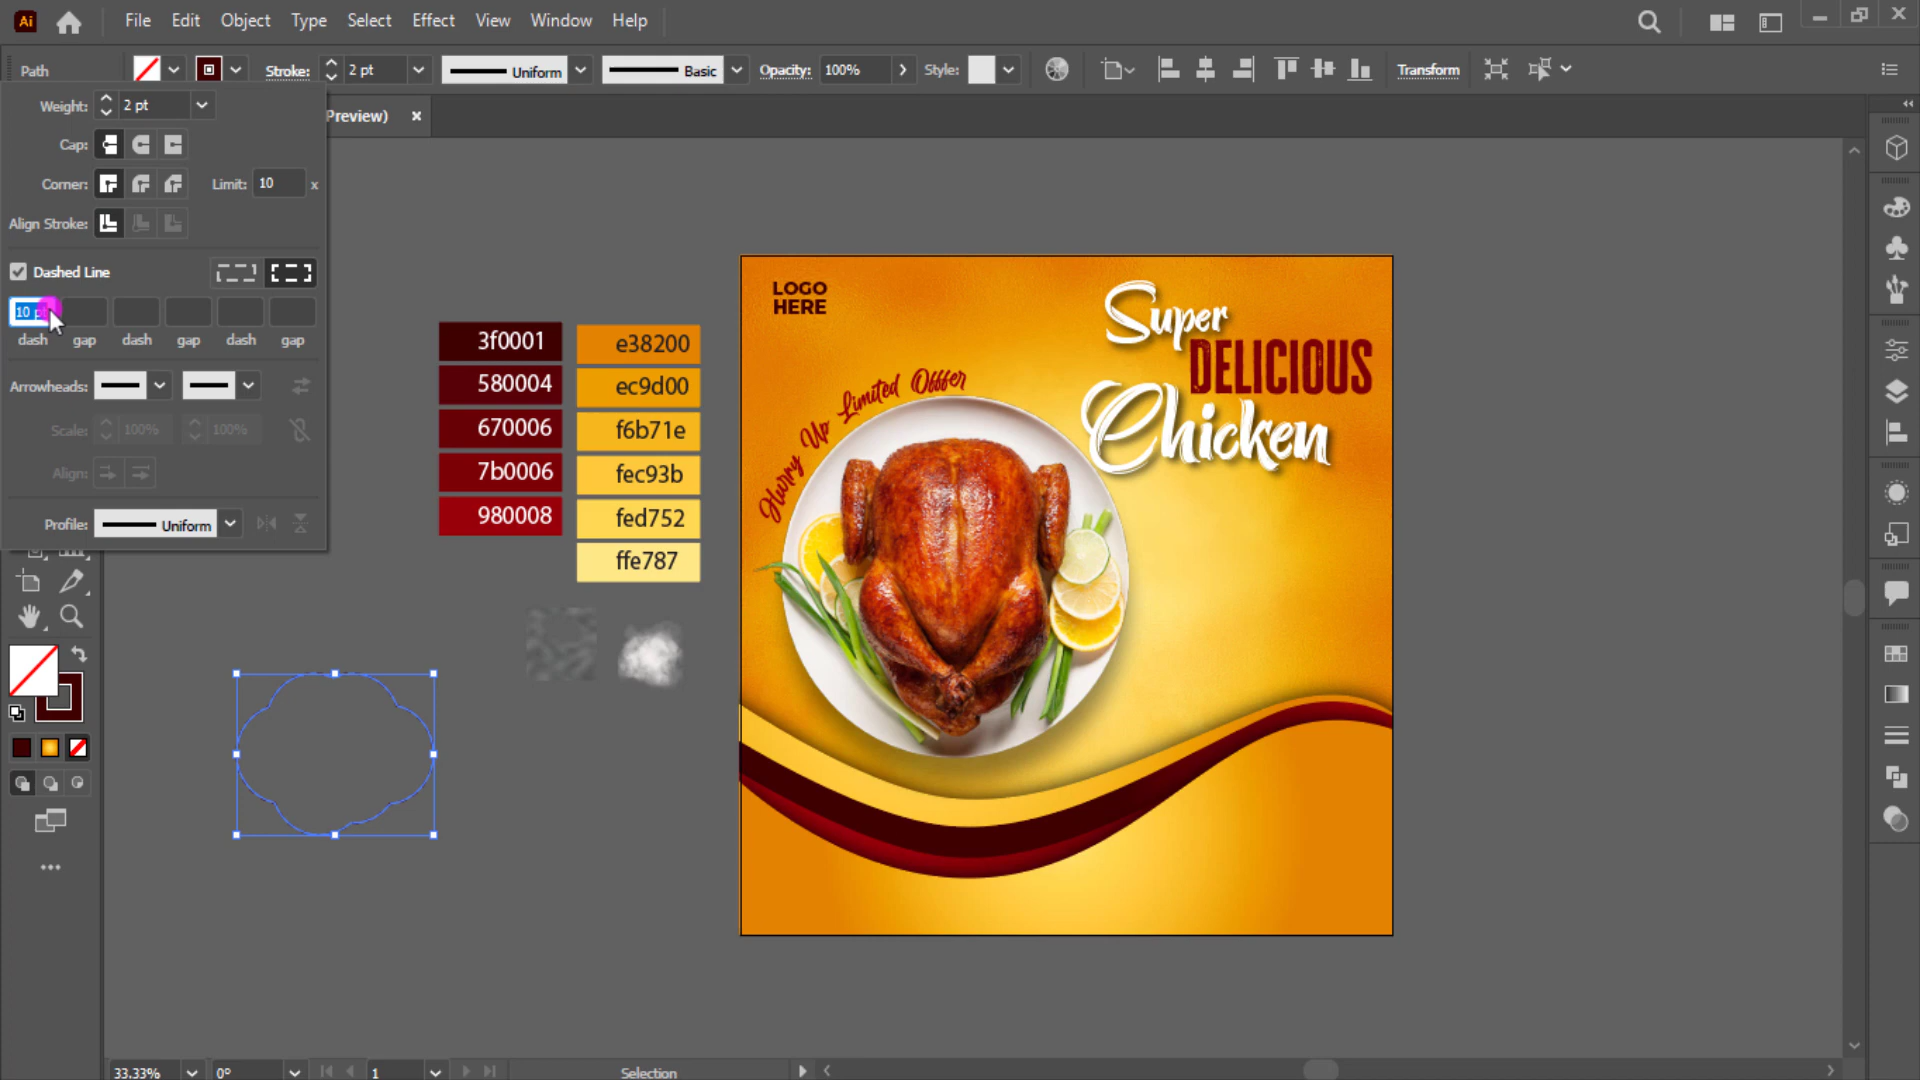 Ai File Edit Object Type Select Effect View Window Help
Path Stroke: 2 pt Uniform Basic Opacity: 100% Style: Transform
Preview) ×
Weight: 2 pt
Cap:
Corner: Limit: 10 x
Align Stroke:
Dashed Line
10 pt
dash gap dash gap dash gap
Arrowheads:
Scale: 100% 100%
Align:
Profile: Uniform
3f0001
580004
670006
7b0006
980008
e38200
ec9d00
f6b71e
fec93b
fed752
ffe787
LOGO
HERE
Super
DELICIOUS
Chicken
Hurry Up Limited Offfer
33.33% 0° 1 Selection